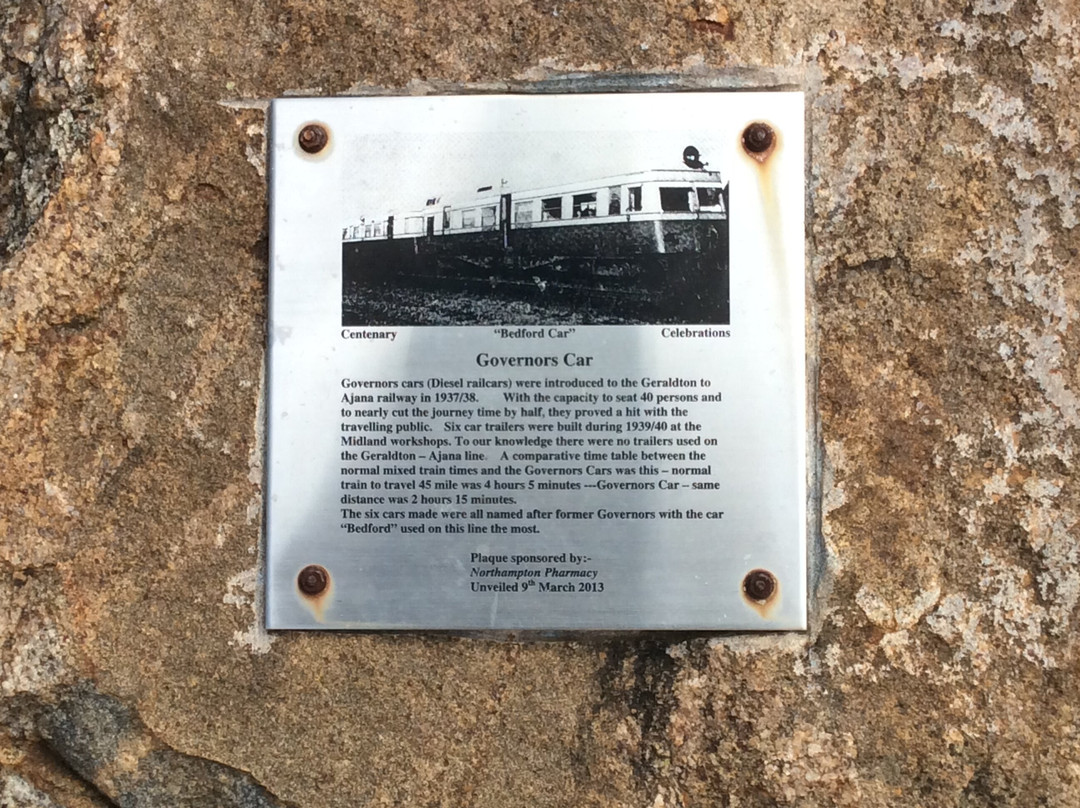 Centenary "Bedford Car" Celebrations
Governors Car
Governors cars (Diesel railcars) were introduced to the Geraldton to
Ajana railway in 1937/38. With the capacity to seat 40 persons and
to nearly cut the journey time by half, they proved a hit with the
travelling public. Six car trailers were built during 1939/40 at the
Midland workshops. To our knowledge there were no trailers used on
the Geraldton – Ajana line. A comparative time table between the
normal mixed train times and the Governors Cars was this – normal
train to travel 45 mile was 4 hours 5 minutes ---Governors Car – same
distance was 2 hours 15 minutes.
The six cars made were all named after former Governors with the car
"Bedford" used on this line the most.
Plaque sponsored by:-
Northampton Pharmacy
Unveiled 9th March 2013